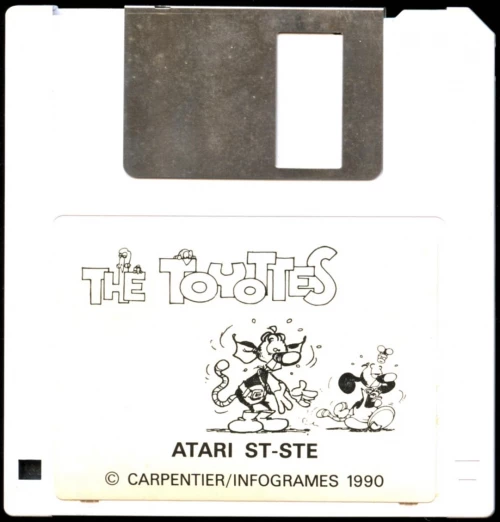 THE TOYOTTES
ATARI ST-STE
© CARPENTIER/INFOGRAMES 1990